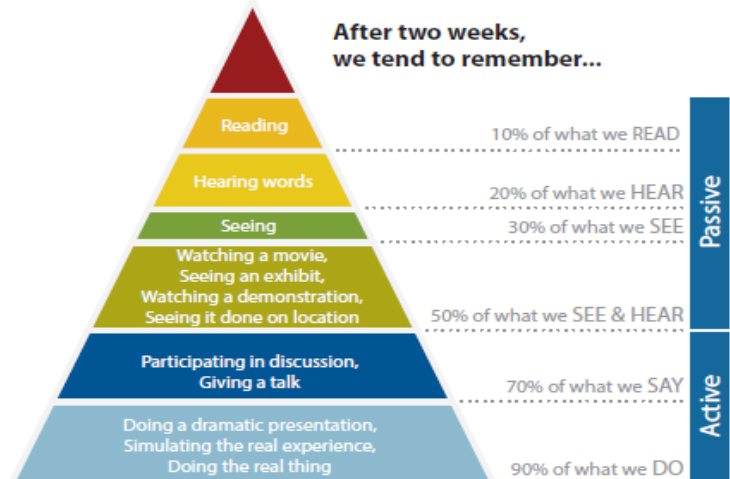 After two weeks,
we tend to remember...
Reading
10% of what we READ
Hearing words
20% of what we HEAR
Seeing
30% of what we SEE
Watching a movie,
Seeing an exhibit,
Watching a demonstration,
Seeing it done on location
50% of what we SEE & HEAR
Passive
Participating in discussion,
Giving a talk
70% of what we SAY
Doing a dramatic presentation,
Simulating the real experience,
Doing the real thing
90% of what we DO
Active